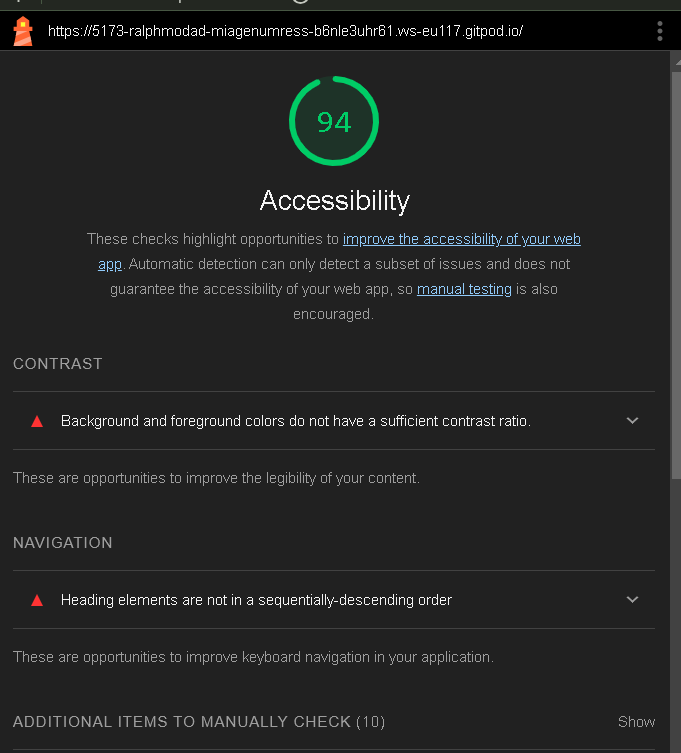 https://5173-ralphmodad-miagenumress-b6nle3uhr61.ws-eu117.gitpod.io/
94
Accessibility
These checks highlight opportunities to improve the accessibility of your web
app. Automatic detection can only detect a subset of issues and does not
guarantee the accessibility of your web app, so manual testing is also
encouraged.
CONTRAST
Background and foreground colors do not have a sufficient contrast ratio.
These are opportunities to improve the legibility of your content.
NAVIGATION
Heading elements are not in a sequentially-descending order
These are opportunities to improve keyboard navigation in your application.
ADDITIONAL ITEMS TO MANUALLY CHECK (10) Show